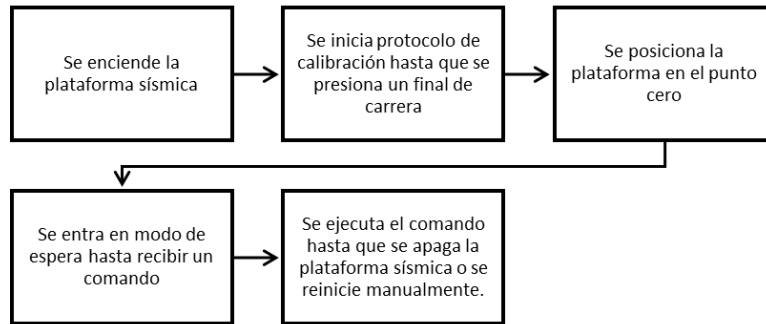 Se enciende la
plataforma sísmica
Se inicia protocolo de
calibración hasta que se
presiona un final de
carrera
Se posiciona la
plataforma en el punto
cero
Se entra en modo de
espera hasta recibir un
comando
Se ejecuta el comando
hasta que se apaga la
plataforma sísmica o se
reinicie manualmente.